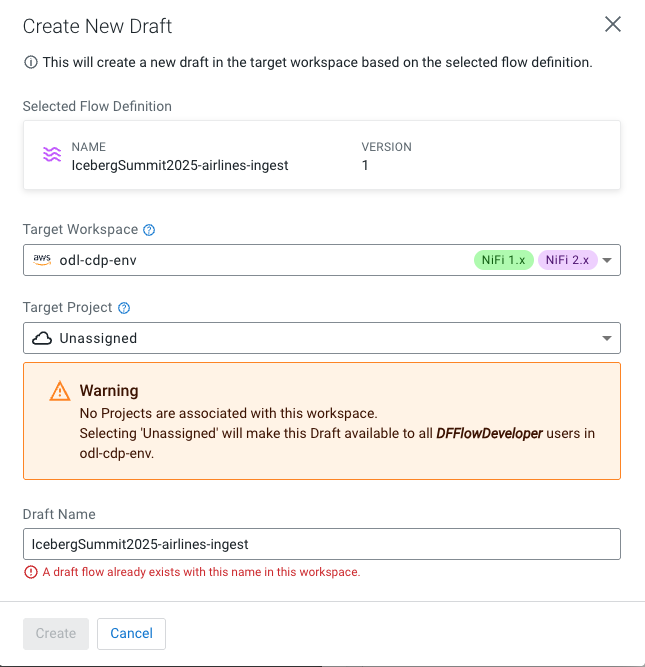 Create New Draft
This will create a new draft in the target workspace based on the selected flow definition.
Selected Flow Definition
NAME
IcebergSummit2025-airlines-ingest
VERSION
1
Target Workspace
aws
odl-cdp-env
NiFi 1.x
NiFi 2.x
Target Project
Unassigned
Warning
No Projects are associated with this workspace.
Selecting 'Unassigned' will make this Draft available to all DFFlowDeveloper users in
odl-cdp-env.
Draft Name
IcebergSummit2025-airlines-ingest
A draft flow already exists with this name in this workspace.
Create
Cancel